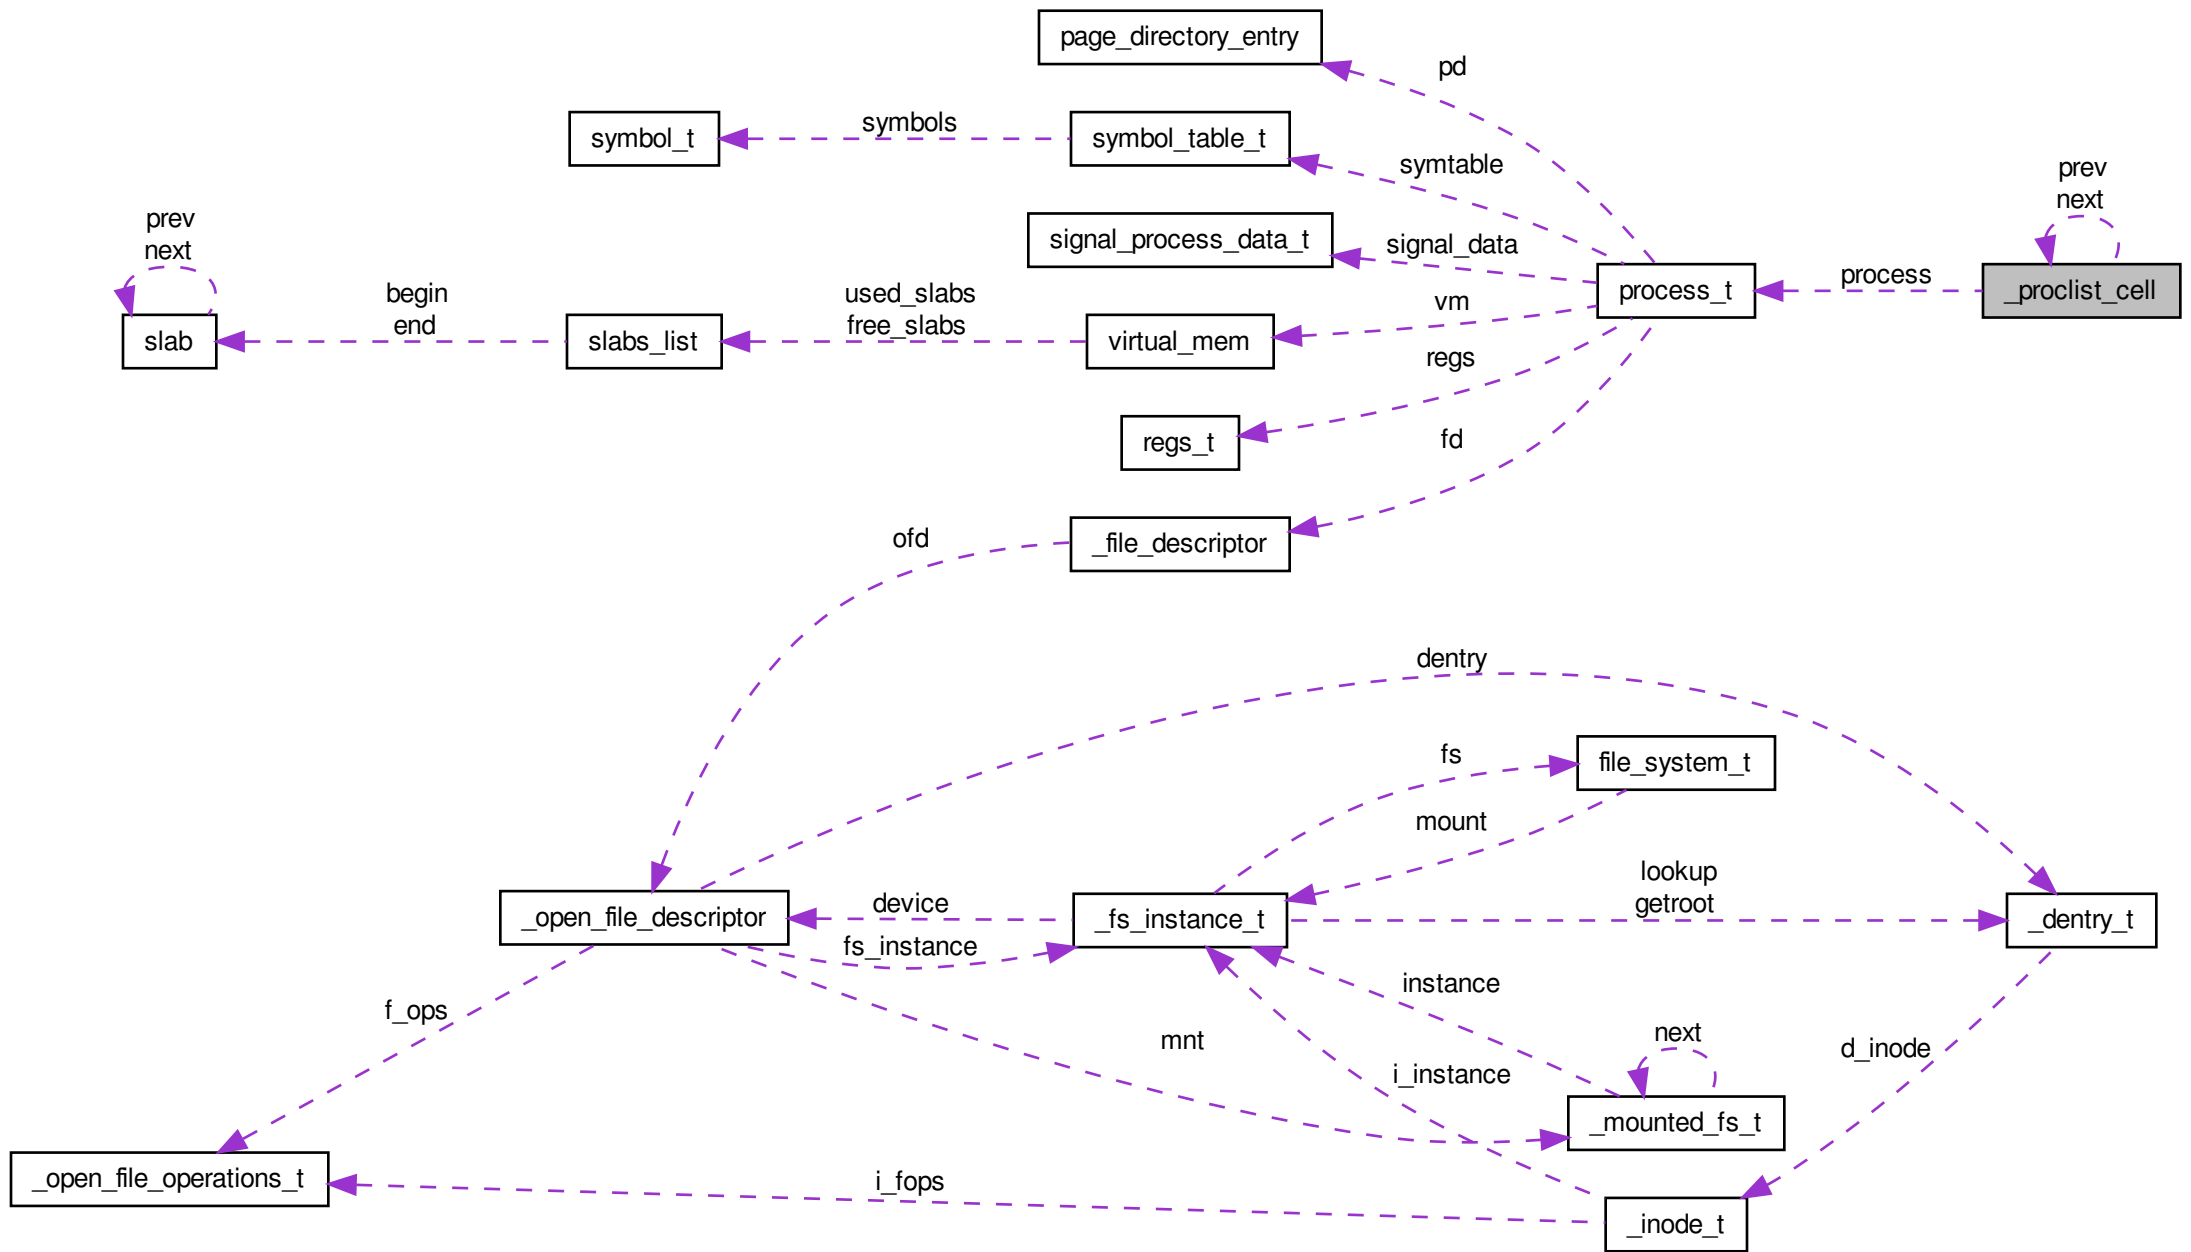 page_directory_entry
pd
symbol_t
symbols
symbol_table_t
symtable
prev
next
prev
next
signal_process_data_t
signal_data
process_t
process
_proclist_cell
slab
begin
end
slabs_list
used_slabs
free_slabs
virtual_mem
vm
regs
regs_t
fd
ofd
_file_descriptor
dentry
fs
file_system_t
mount
_open_file_descriptor
device
fs_instance
_fs_instance_t
lookup
getroot
_dentry_t
f_ops
mnt
instance
i_instance
next
d_inode
_mounted_fs_t
_open_file_operations_t
i_fops
_inode_t